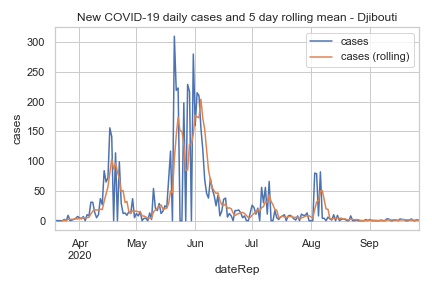 New COVID-19 daily cases and 5 day rolling mean - Djibouti
cases
cases (rolling)
300
250
200
150
100
50
0
cases
Apr
2020
May
Jun
Jul
Aug
Sep
dateRep